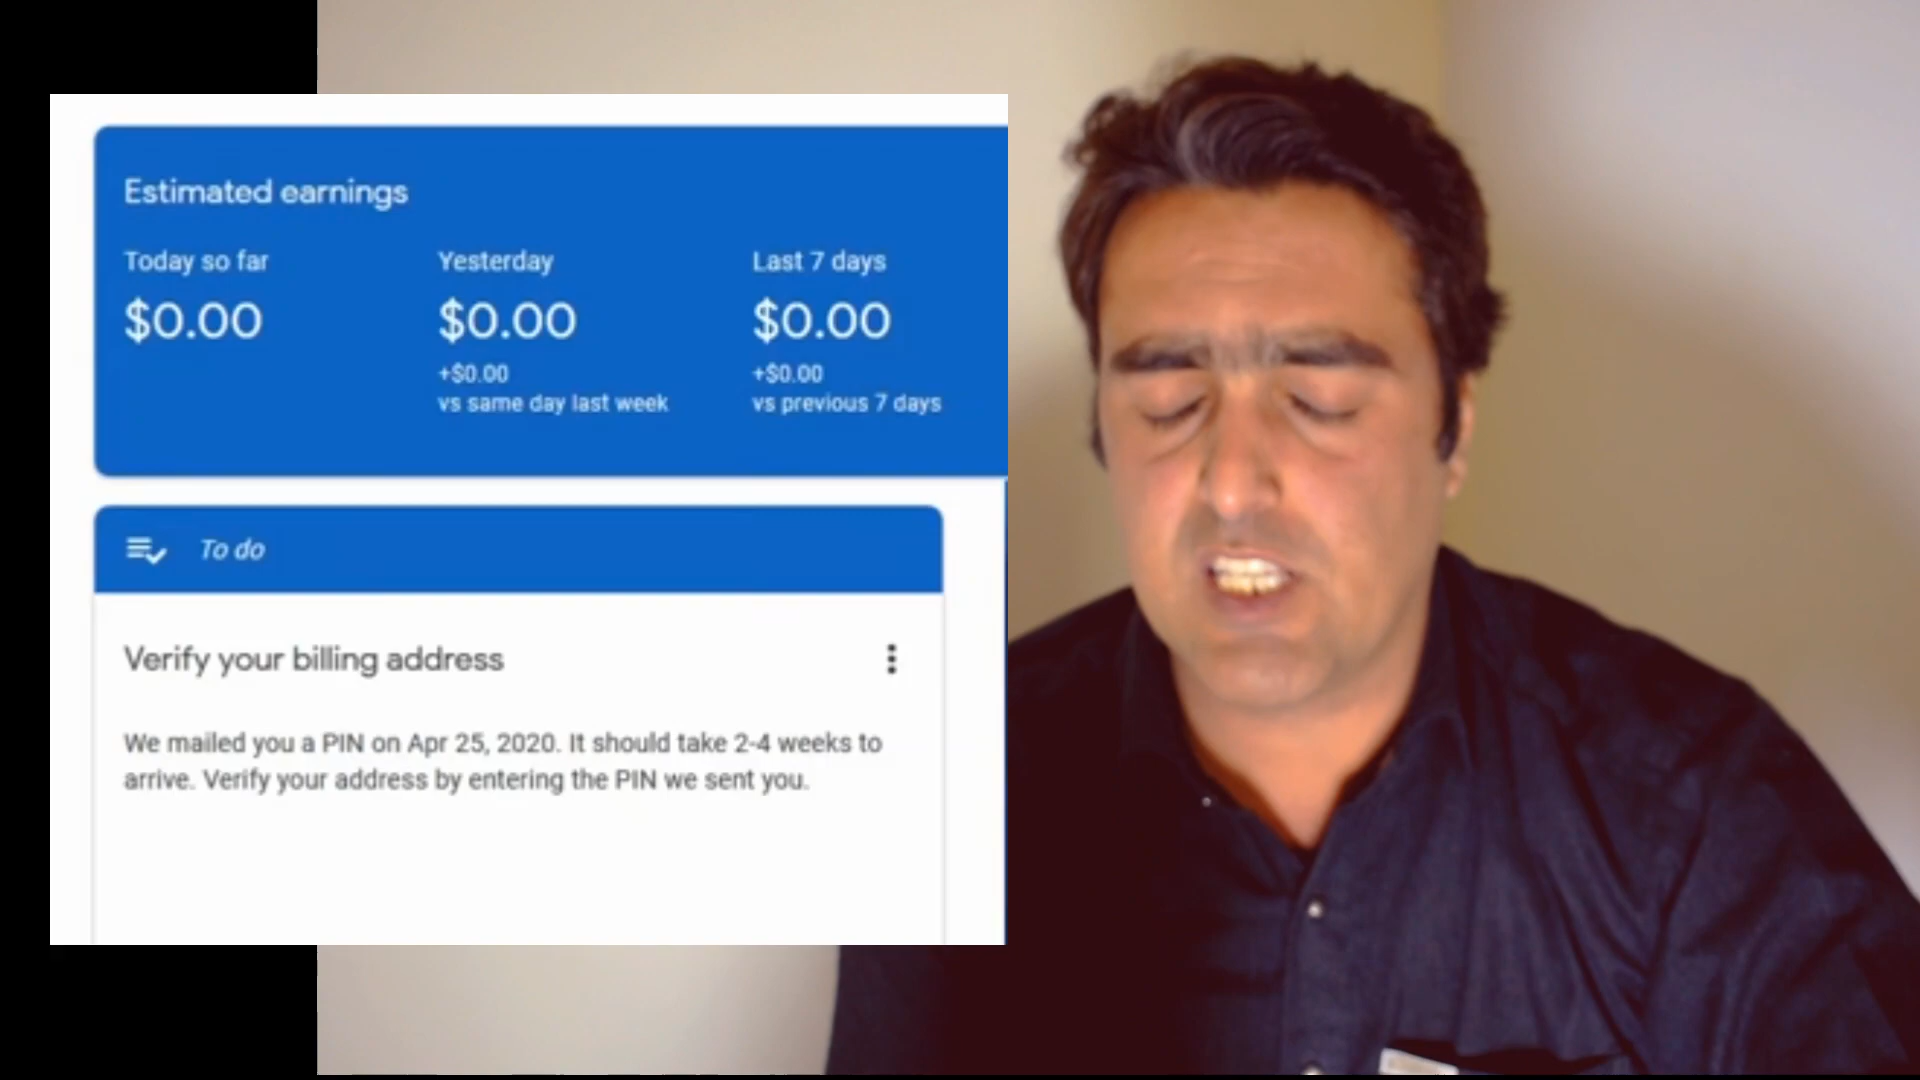 Estimated earnings
Today so far
$0.00
Yesterday
$0.00
+$0.00
vs same day last week
Last 7 days
$0.00
+$0.00
vs previous 7 days
To do
Verify your billing address
We mailed you a PIN on Apr 25, 2020. It should take 2-4 weeks to
arrive. Verify your address by entering the PIN we sent you.